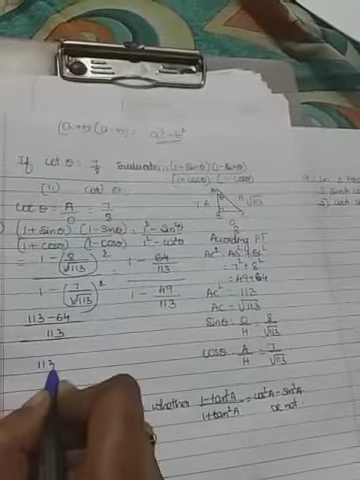 (a+b)(a-b) = a²-b²
If cot θ = 7/8 Evaluate (1+sinθ)(1-sinθ) / (1+cosθ)(1-cosθ)
(ii) cot² θ
cot θ = A/O = 7/8
(1+sinθ)(1-sinθ) / (1+cosθ)(1-cosθ) = 1²-sin²θ / 1²-cos²θ
= 1-(8/√113)² / 1-(7/√113)² = 1-64/113 / 1-49/113
113-64 / 113
113
7 A H √113
According PT
AC² = AB²+BC²
= 7²+8²
= 49+64
AC² = 113
AC = √113
Sinθ = O/H = 8/√113
cosθ = A/H = 7/√113
whether 1-tan²A / 1+tan²A = cos²A-sin²A
or not